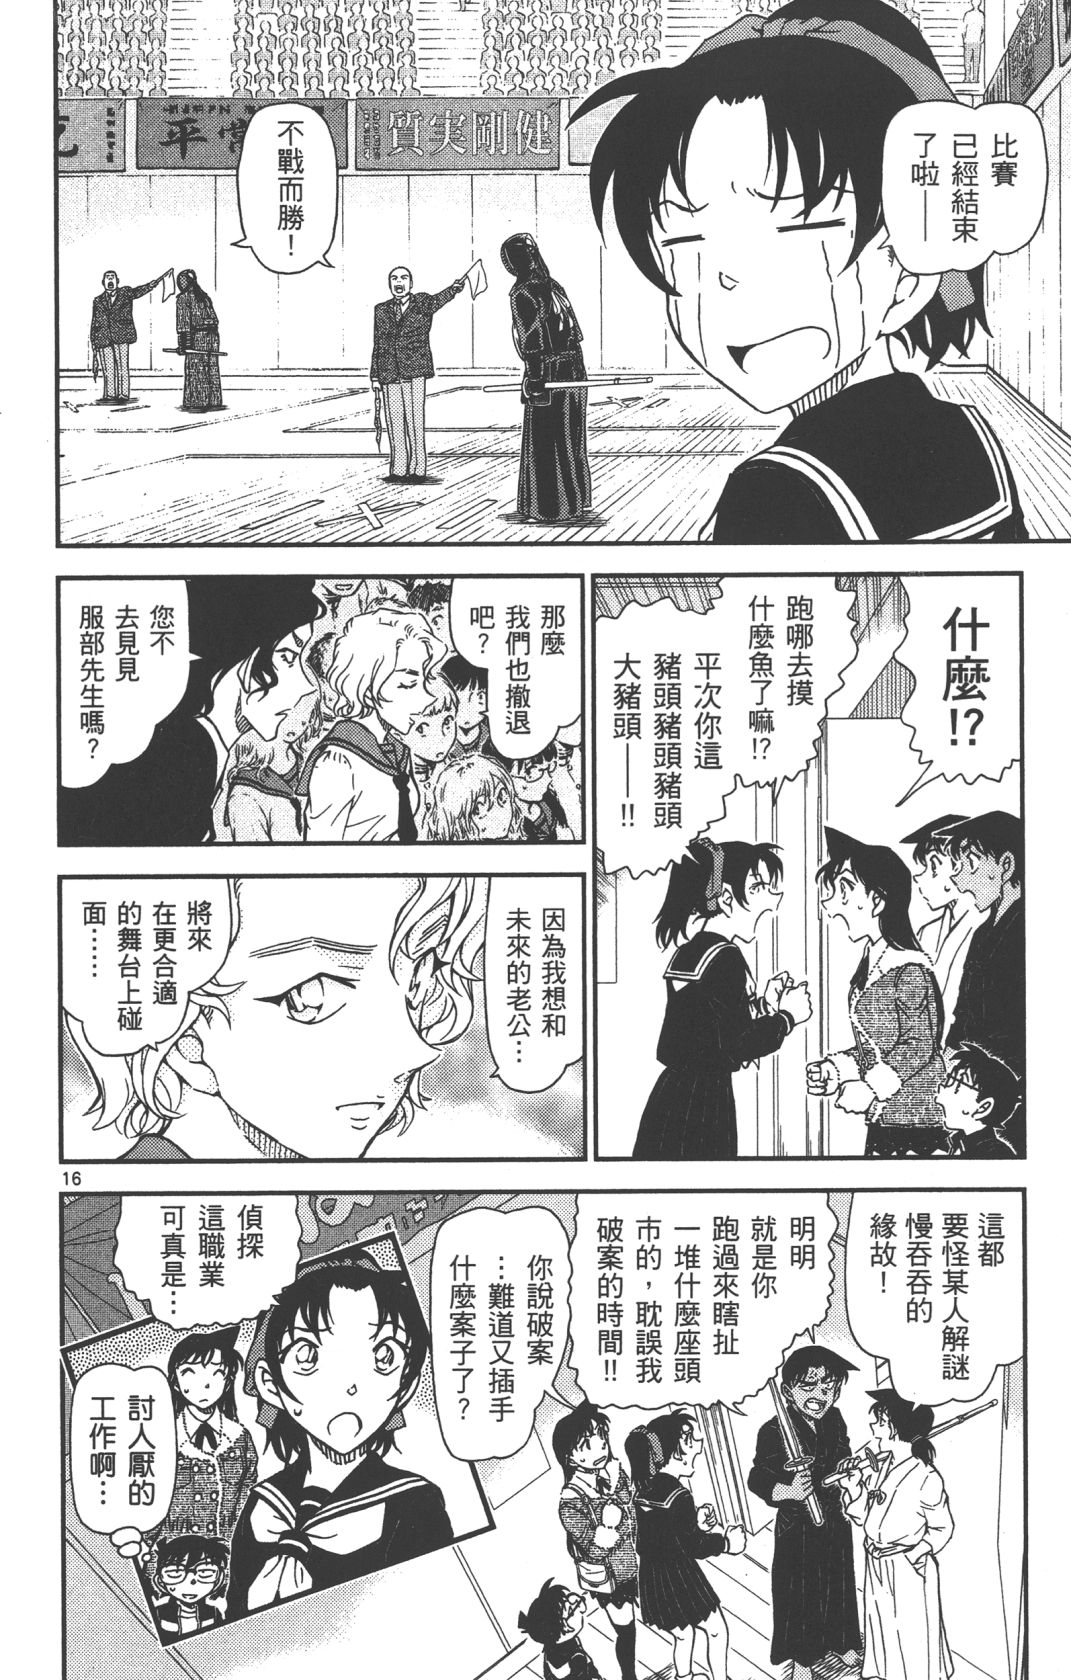 比賽
已經結束
了啦──
不戰而勝！
健剛実質
常平
什麼!?
跑哪去摸
什麼魚了嘛!?
平次你這
豬頭豬頭豬頭
大豬頭──!!
那麼
我們也撤退
吧？
您不
去見見
服部先生嗎？
因為我想和
未來的老公…
將來
在更合適
的舞台上碰
面……
16
這都
要怪某人解謎
慢吞吞的
緣故！
明明
就是你
跑過來瞎扯
一堆什麼座頭
市的，耽誤我
破案的時間!!
你說破案
…難道又插手
什麼案子了？
偵探
這職業
可真是…
討人厭的
工作啊…